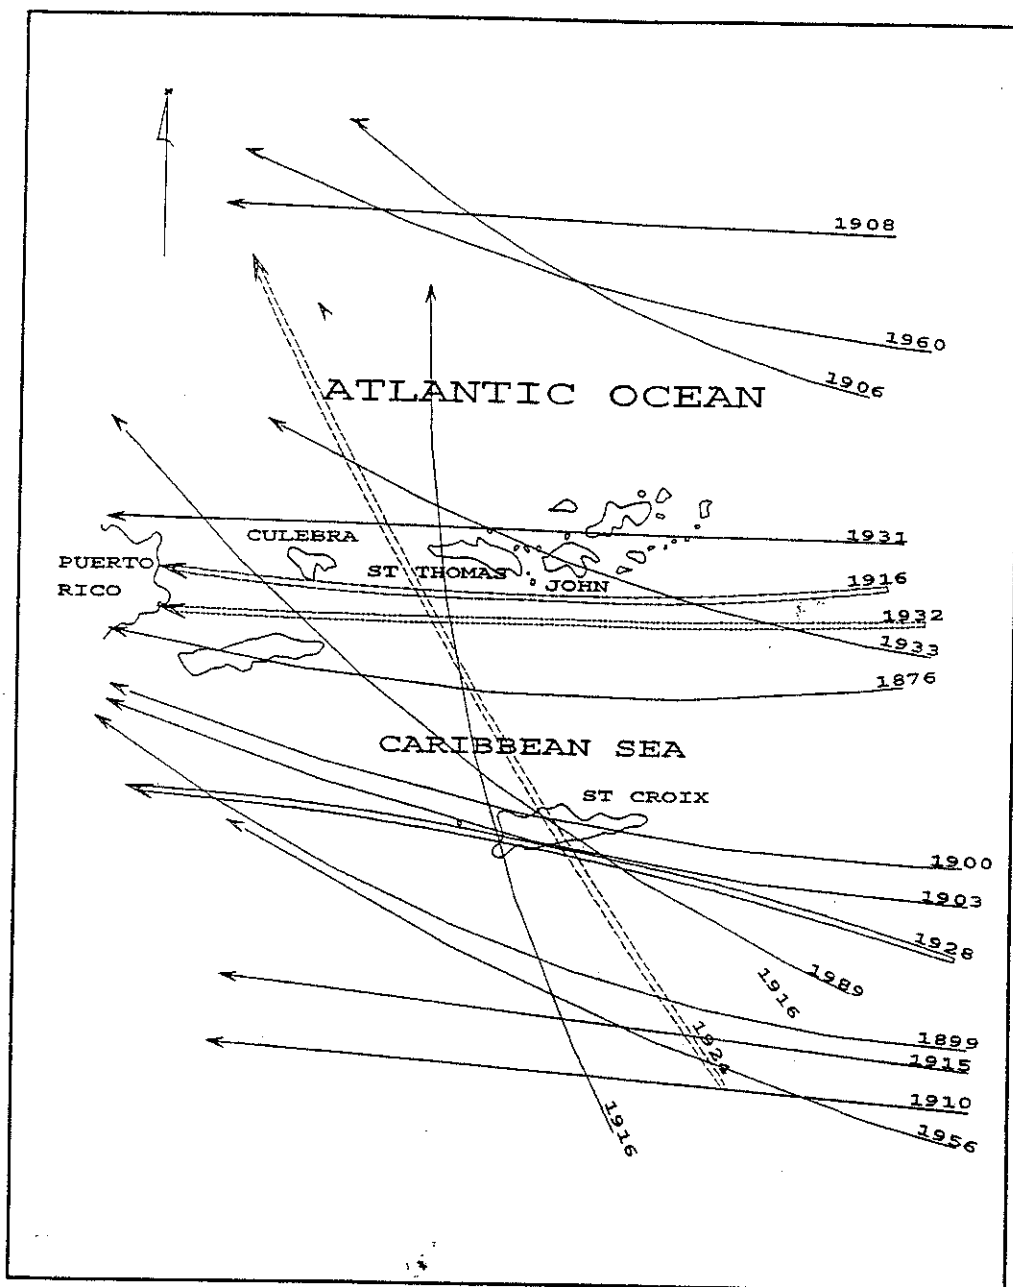 1908
1960
1906
ATLANTIC OCEAN
1931
CULEBRA
PUERTO
RICO
ST THOMAS
JOHN
1916
1932
1933
1876
CARIBBEAN SEA
ST CROIX
1900
1903
1928
1989
1916
1924
1899
1915
1910
1956
1916